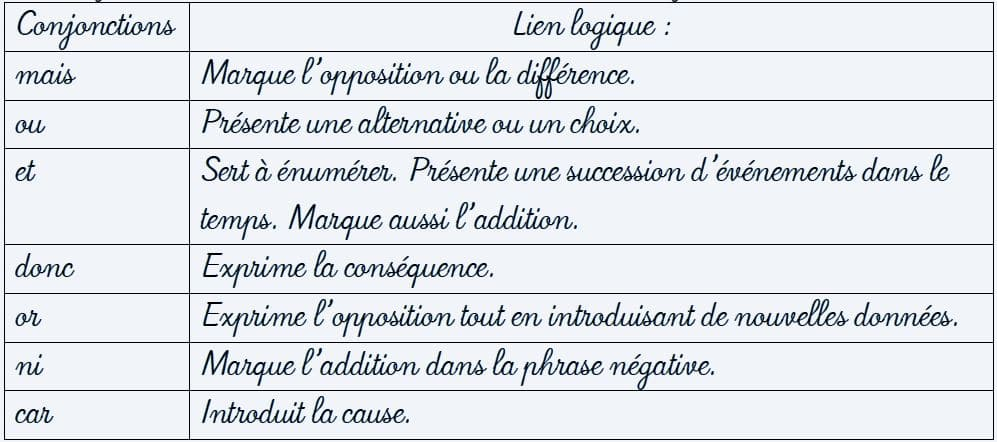 Conjonctions Lien logique :
mais Marque l'opposition ou la différence.
ou Présente une alternative ou un choix.
et Sert à énumérer. Présente une succession d'événements dans le
temps. Marque aussi l'addition.
donc Exprime la conséquence.
or Exprime l'opposition tout en introduisant de nouvelles données.
ni Marque l'addition dans la phrase négative.
car Introduit la cause.